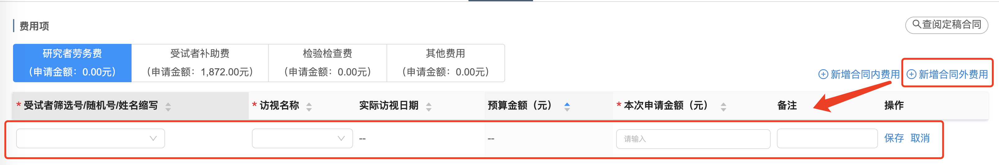 费用项
查阅定稿合同
研究者劳务费 受试者补助费 检验检查费 其他费用
（申请金额：0.00元） （申请金额：1,872.00元） （申请金额：0.00元） （申请金额：0.00元）
新增合同内费用 新增合同外费用
* 受试者筛选号/随机号/姓名缩写 * 访视名称 实际访视日期 预算金额（元） * 本次申请金额（元） 备注 操作
-- -- 请输入 保存 取消